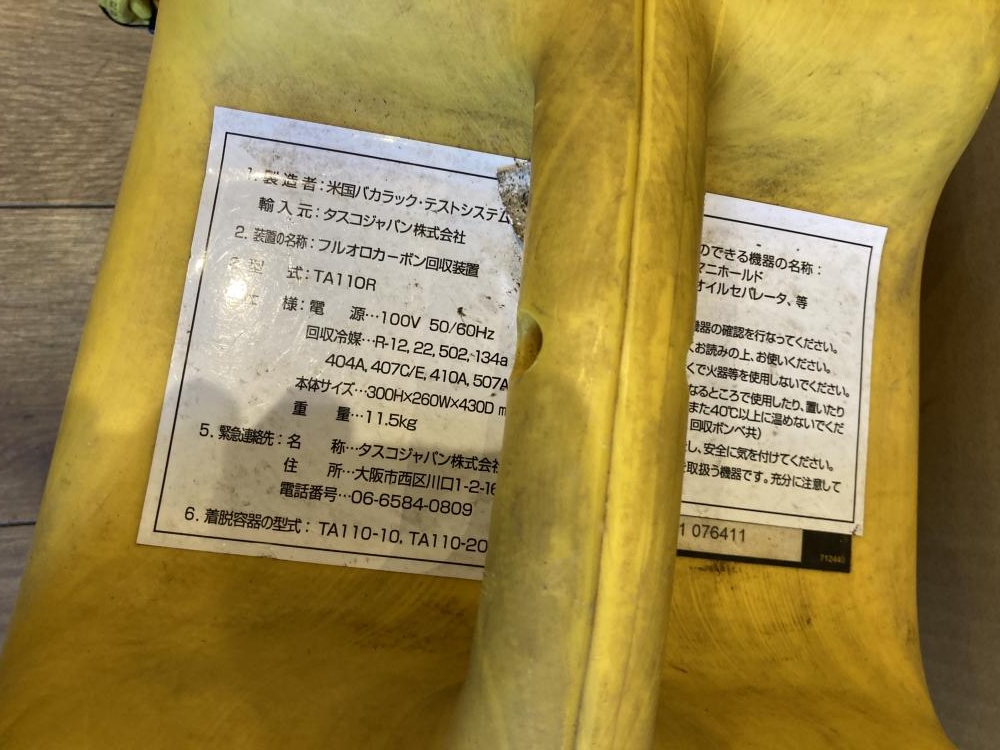 1. 製造者：米国バカラック・テストシステム
輸入元：タスコジャパン株式会社
2. 装置の名称：フルオロカーボン回収装置
型　式：TA110R
様：電　源…100V 50/60Hz
回収冷媒…R-12, 22, 502, 134a
404A, 407C/E, 410A, 507A
本体サイズ…300H×260W×430D
重　量…11.5kg
5. 緊急連絡先：名　称…タスコジャパン株式会社
住　所…大阪市西区川口1-2-16
電話番号…06-6584-0809
6. 着脱容器の型式：TA110-10, TA110-20
のできる機器の名称：
マニホールド
オイルセパレータ、等
機器の確認を行なってください。
お読みの上、お使いください。
くで火器等を使用しないでください。
なるところで使用したり、置いたり
また40℃以上に温めないでくだ
回収ボンベ共)
し、安全に気を付けてください。
を取扱う機器です。充分に注意して
1 076411